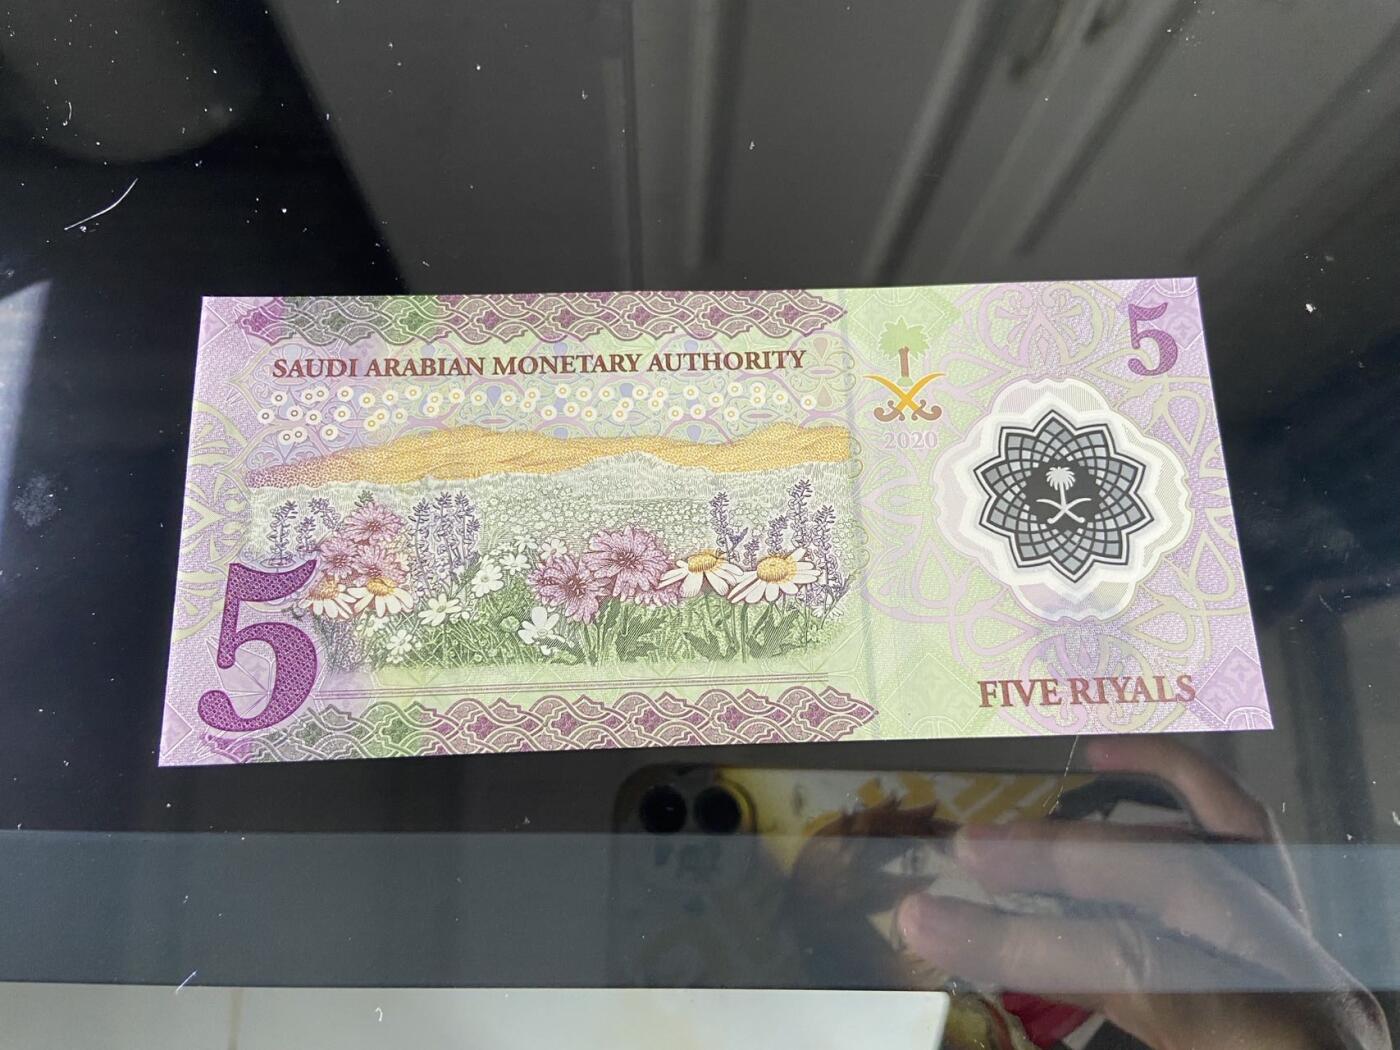 SAUDI ARABIAN MONETARY AUTHORITY
5
2020
5
FIVE RIYALS